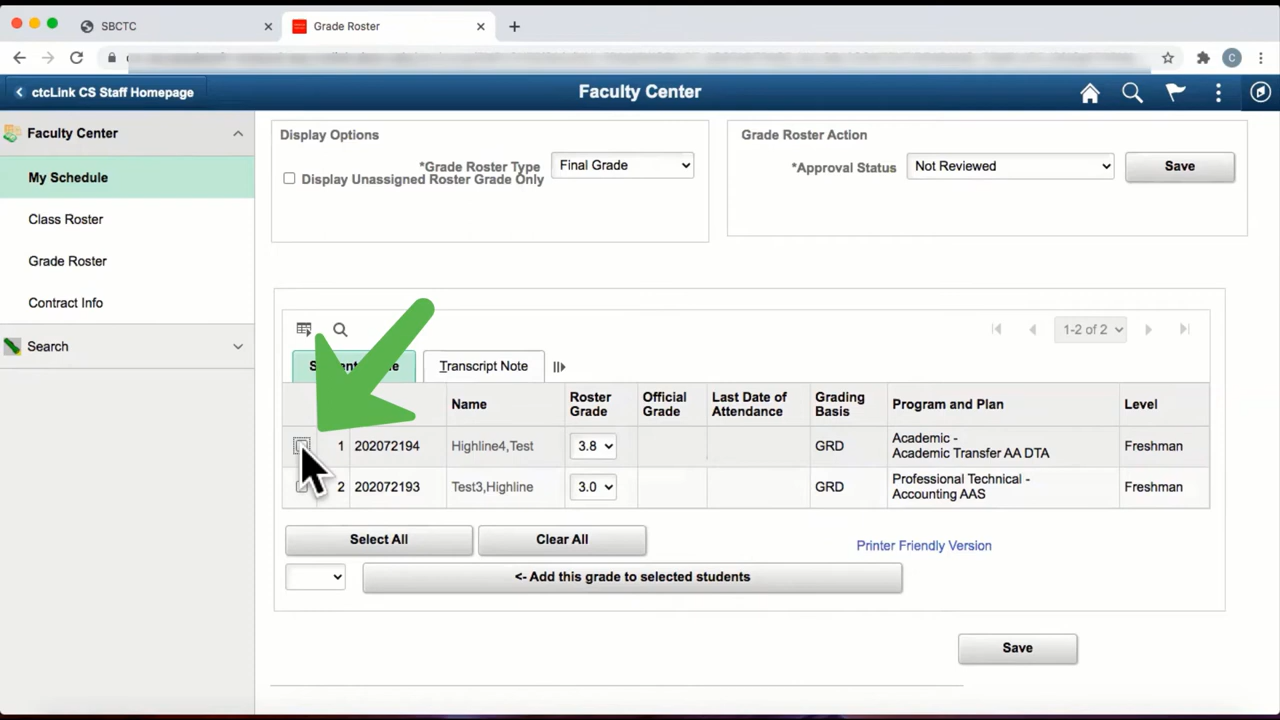 SBCTC
Grade Roster
C
ctcLink CS Staff Homepage
Faculty Center
Faculty Center
My Schedule
Class Roster
Grade Roster
Contract Info
Search
Display Options
*Grade Roster Type Final Grade
Display Unassigned Roster Grade Only
Grade Roster Action
*Approval Status Not Reviewed Save
1-2 of 2
Transcript Note
Name Roster Grade Official Grade Last Date of Attendance Grading Basis Program and Plan Level
1 202072194 Highline4,Test 3.8 GRD Academic - Academic Transfer AA DTA Freshman
2 202072193 Test3,Highline 3.0 GRD Professional Technical - Accounting AAS Freshman
Select All Clear All
Printer Friendly Version
<- Add this grade to selected students
Save